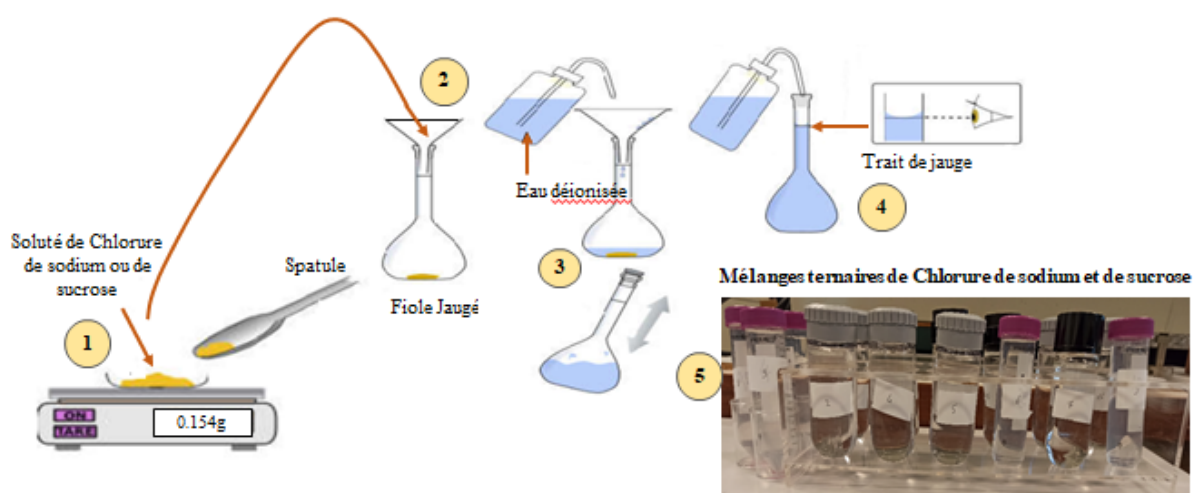 2
Eau déionisée
Trait de jauge
4
Soluté de Chlorure
de sodium ou de
sucrose
Spatule
3
Fiole Jaugé
Mélanges ternaires de Chlorure de sodium et de sucrose
1
5
ON
TAKE
0.154g